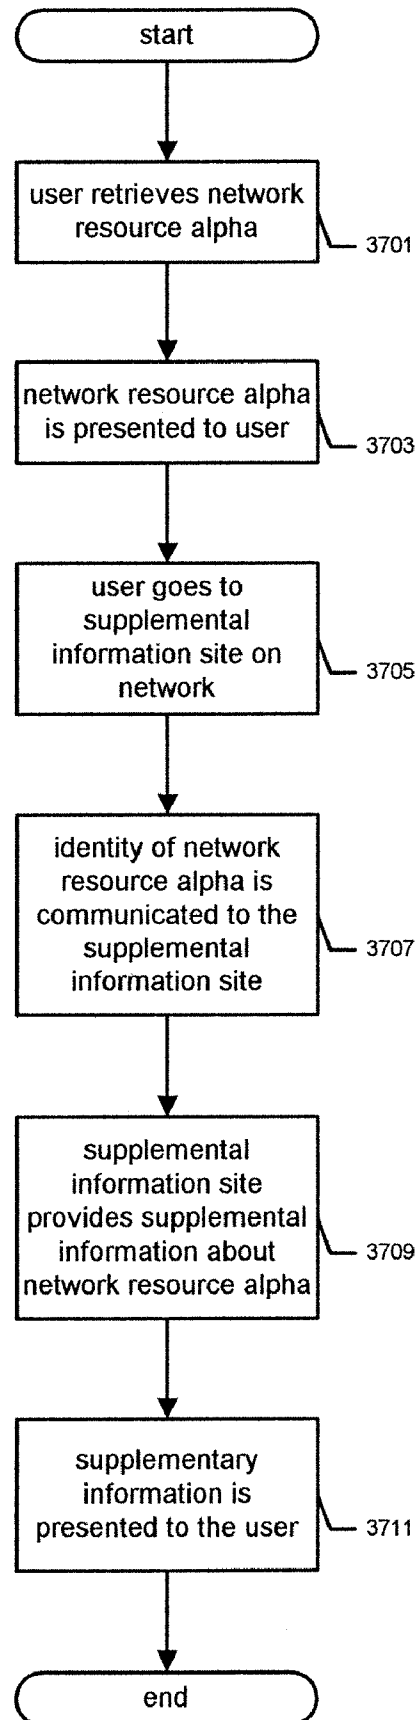 start
user retrieves network
resource alpha
3701
network resource alpha
is presented to user
3703
user goes to
supplemental
information site on
network
3705
identity of network
resource alpha is
communicated to the
supplemental
information site
3707
supplemental
information site
provides supplemental
information about
network resource alpha
3709
supplementary
information is
presented to the user
3711
end